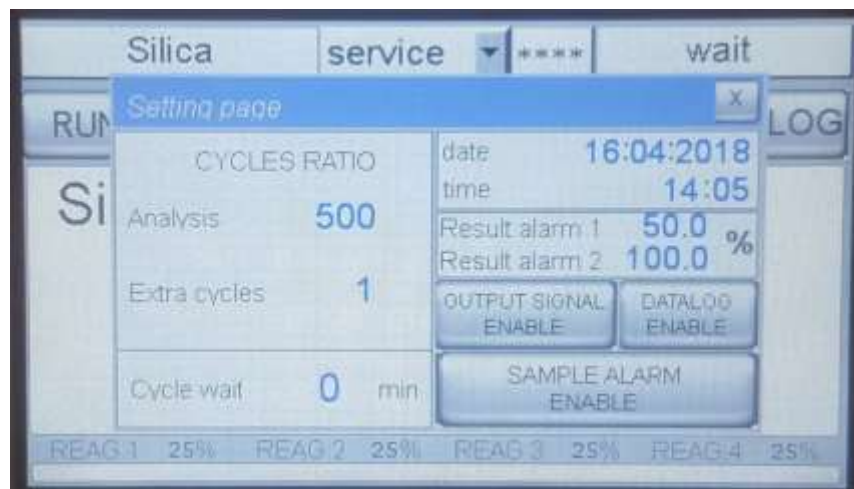 Silica service **** wait
Setting page X
RUN LOG
Si
CYCLES RATIO
Analysis 500
Extra cycles 1
Cycle wait 0 min
date 16:04:2018
time 14:05
Result alarm 1 50.0
Result alarm 2 100.0 %
OUTPUT SIGNAL
ENABLE
DATALOG
ENABLE
SAMPLE ALARM
ENABLE
REAG.1 25% REAG.2 25% REAG.3 25% REAG.4 25%